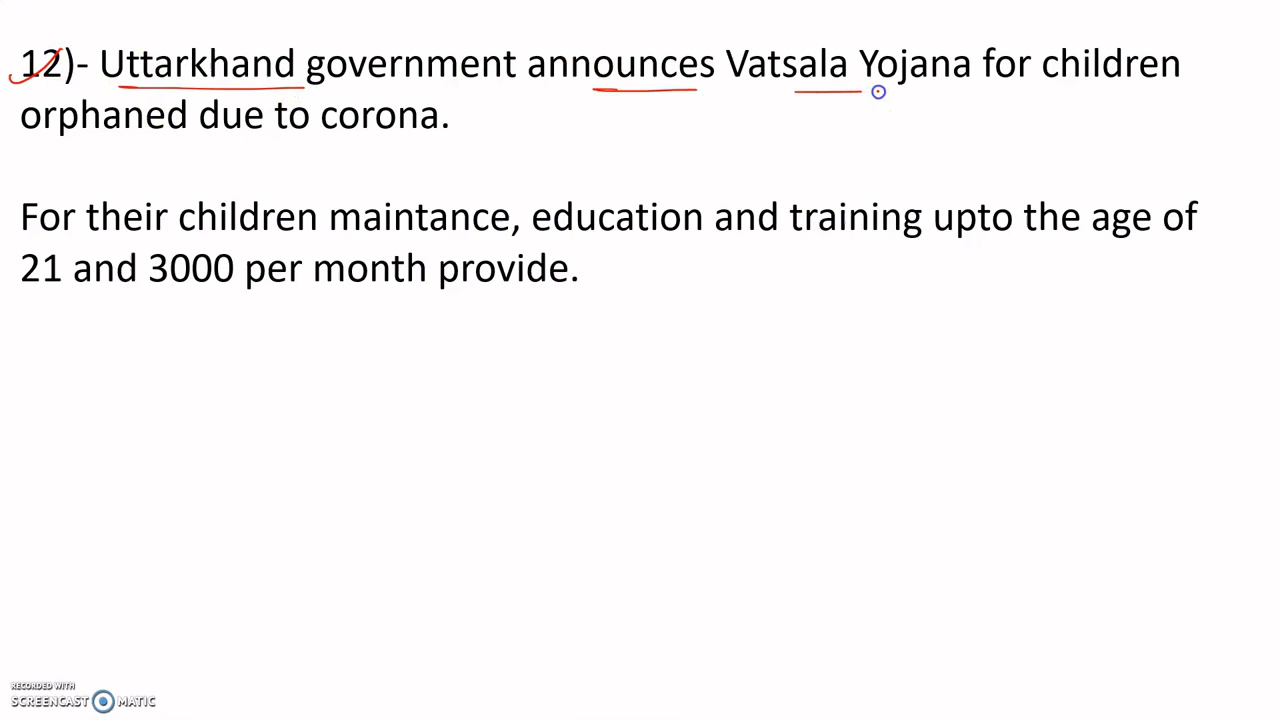 12)- Uttarkhand government announces Vatsala Yojana for children
orphaned due to corona.
For their children maintance, education and training upto the age of
21 and 3000 per month provide.
RECORDED WITH
SCREENCAST MATIC